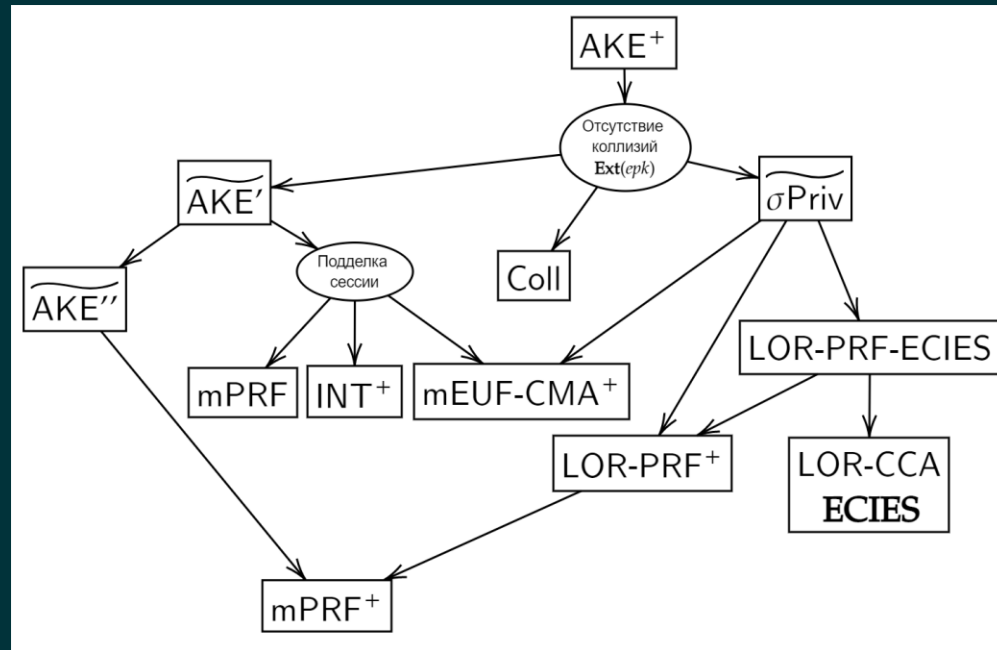 AKE⁺
Отсутствие
коллизий
Ext(epk)
AKE′
σPriv
Подделка
сессии
Coll
AKE′′
LOR-PRF-ECIES
mPRF
INT⁺
mEUF-CMA⁺
LOR-PRF⁺
LOR-CCA
ECIES
mPRF⁺